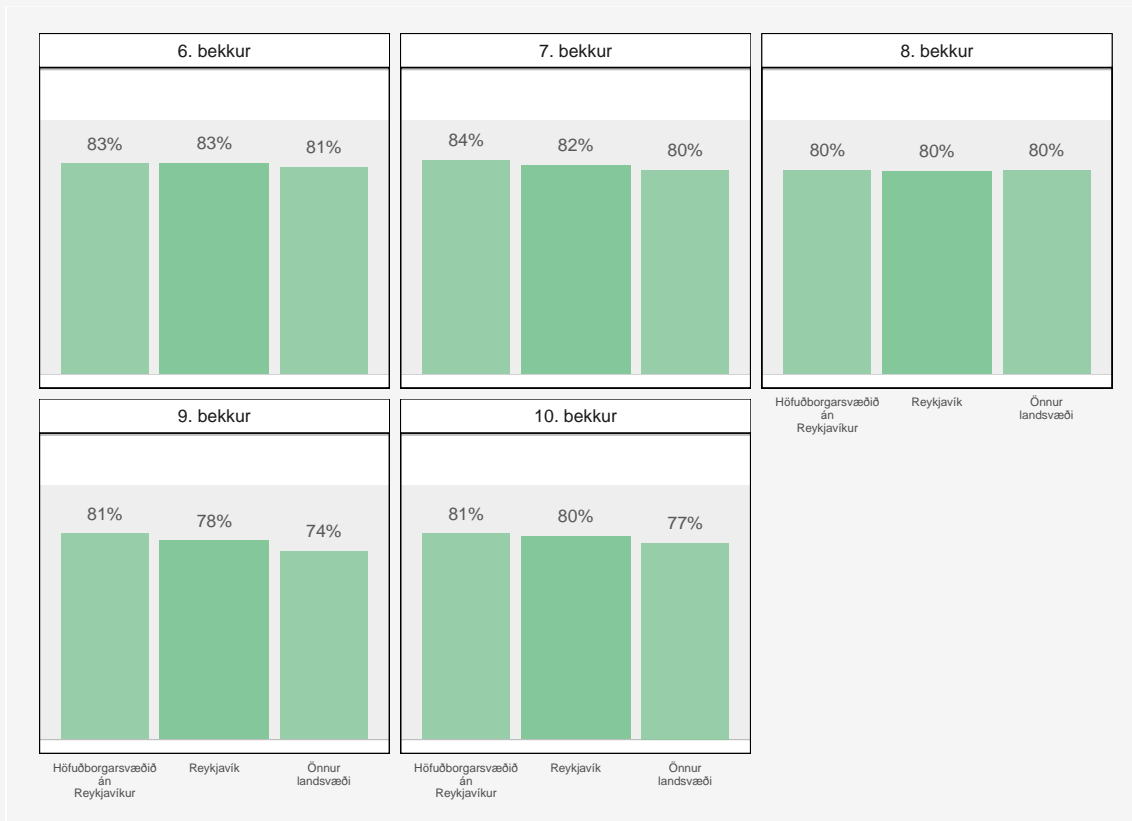 6. bekkur
83%
83%
81%
7. bekkur
84%
82%
80%
8. bekkur
80%
80%
80%
Höfuðborgarsvæðið
án
Reykjavíkur
Reykjavík
Önnur
landsvæði
9. bekkur
81%
78%
74%
Höfuðborgarsvæðið
án
Reykjavíkur
Reykjavík
Önnur
landsvæði
10. bekkur
81%
80%
77%
Höfuðborgarsvæðið
án
Reykjavíkur
Reykjavík
Önnur
landsvæði